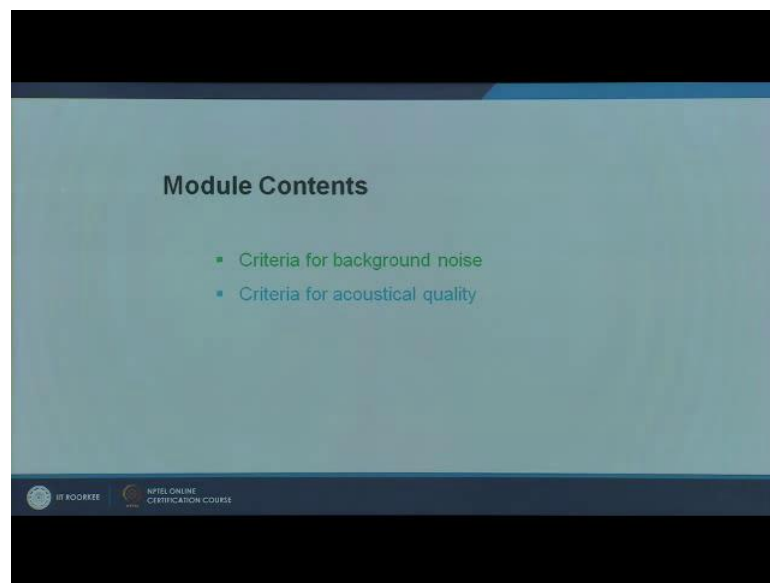 Module Contents
▪ Criteria for background noise
▪ Criteria for acoustical quality
IIT ROORKEE
NPTEL ONLINE
CERTIFICATION COURSE